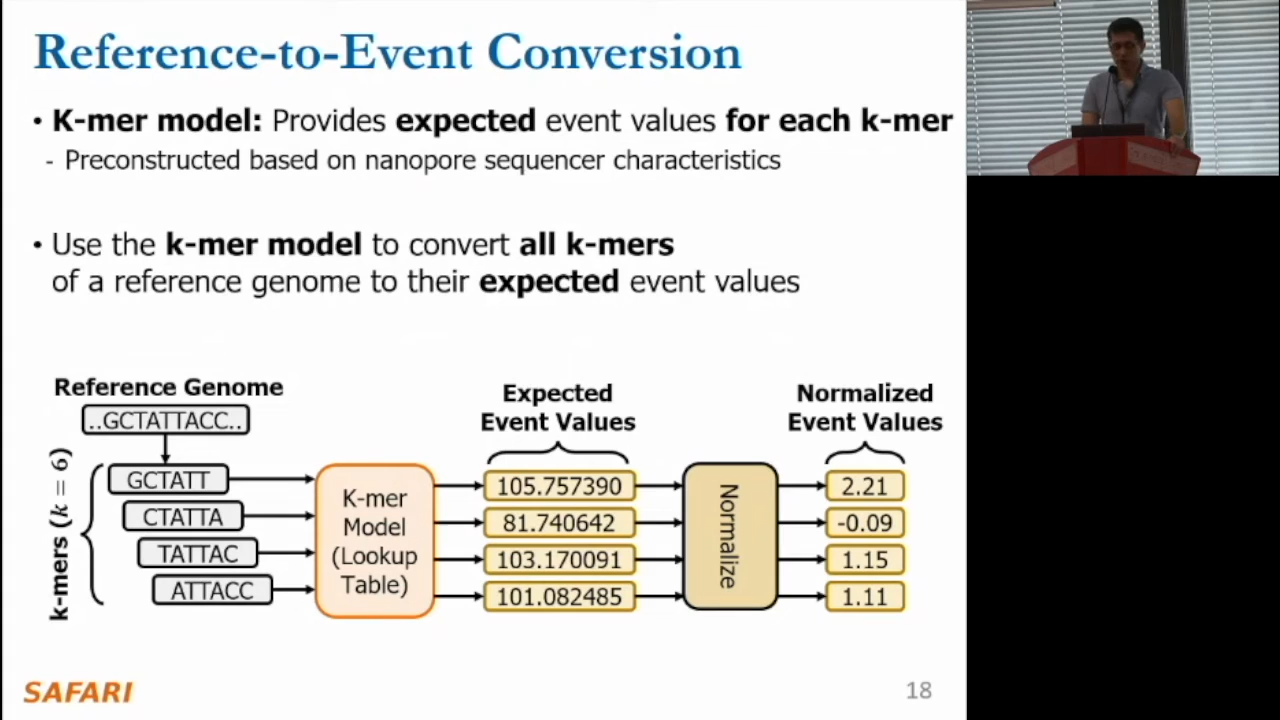 Reference-to-Event Conversion
• K-mer model: Provides expected event values for each k-mer
- Preconstructed based on nanopore sequencer characteristics
• Use the k-mer model to convert all k-mers
of a reference genome to their expected event values
Reference Genome
..GCTATTACC..
k-mers (k = 6)
GCTATT
CTATTA
TATTAC
ATTACC
K-mer
Model
(Lookup
Table)
Expected
Event Values
105.757390
81.740642
103.170091
101.082485
Normalize
Normalized
Event Values
2.21
-0.09
1.15
1.11
SAFARI
18